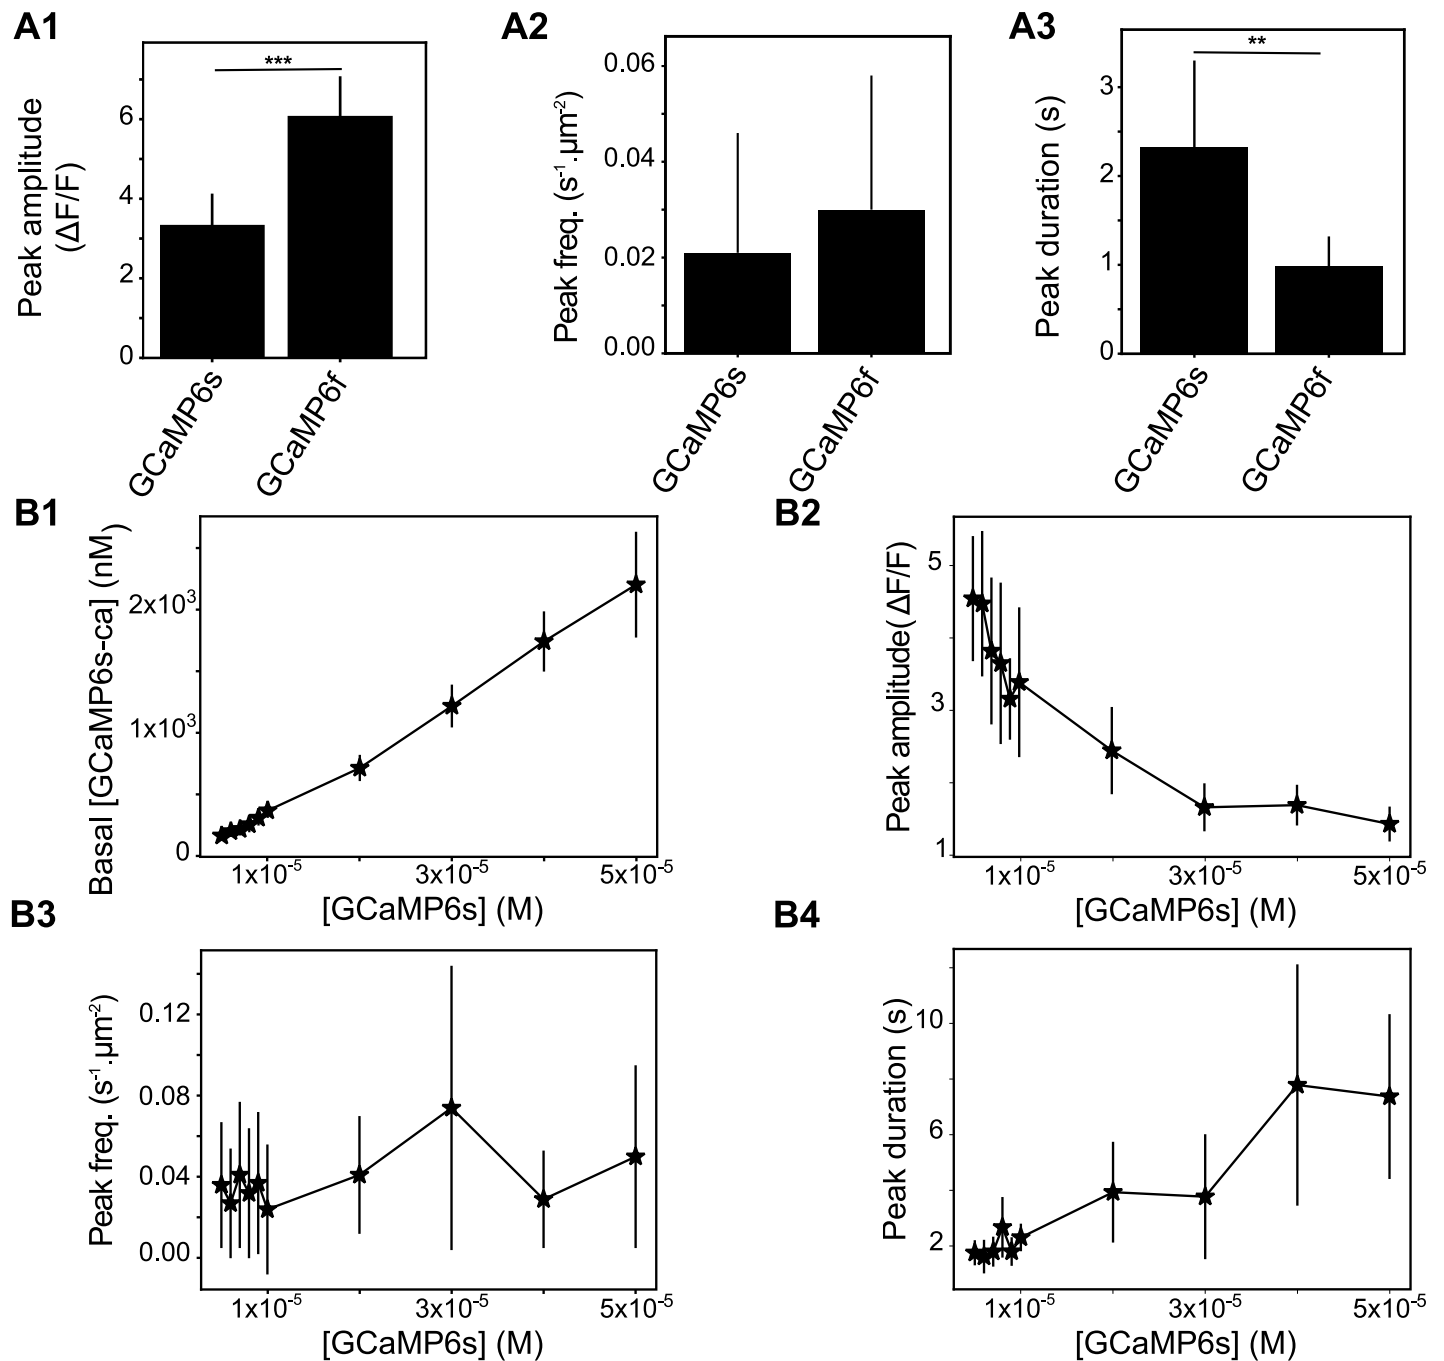 A1
A2
A3
***
**
Peak amplitude
(ΔF/F)
6
4
2
0
GCaMP6s
GCaMP6f
Peak freq. (s⁻¹.µm⁻²)
0.06
0.04
0.02
0.00
GCaMP6s
GCaMP6f
Peak duration (s)
3
2
1
0
GCaMP6s
GCaMP6f
B1
Basal [GCaMP6s-ca] (nM)
2x10³
1x10³
0
1x10⁻⁵
3x10⁻⁵
5x10⁻⁵
[GCaMP6s] (M)
B2
Peak amplitude( ΔF/F)
5
3
1
1x10⁻⁵
3x10⁻⁵
5x10⁻⁵
[GCaMP6s] (M)
B3
Peak freq. (s⁻¹.µm⁻²)
0.12
0.08
0.04
0.00
1x10⁻⁵
3x10⁻⁵
5x10⁻⁵
[GCaMP6s] (M)
B4
Peak duration (s)
10
6
2
1x10⁻⁵
3x10⁻⁵
5x10⁻⁵
[GCaMP6s] (M)